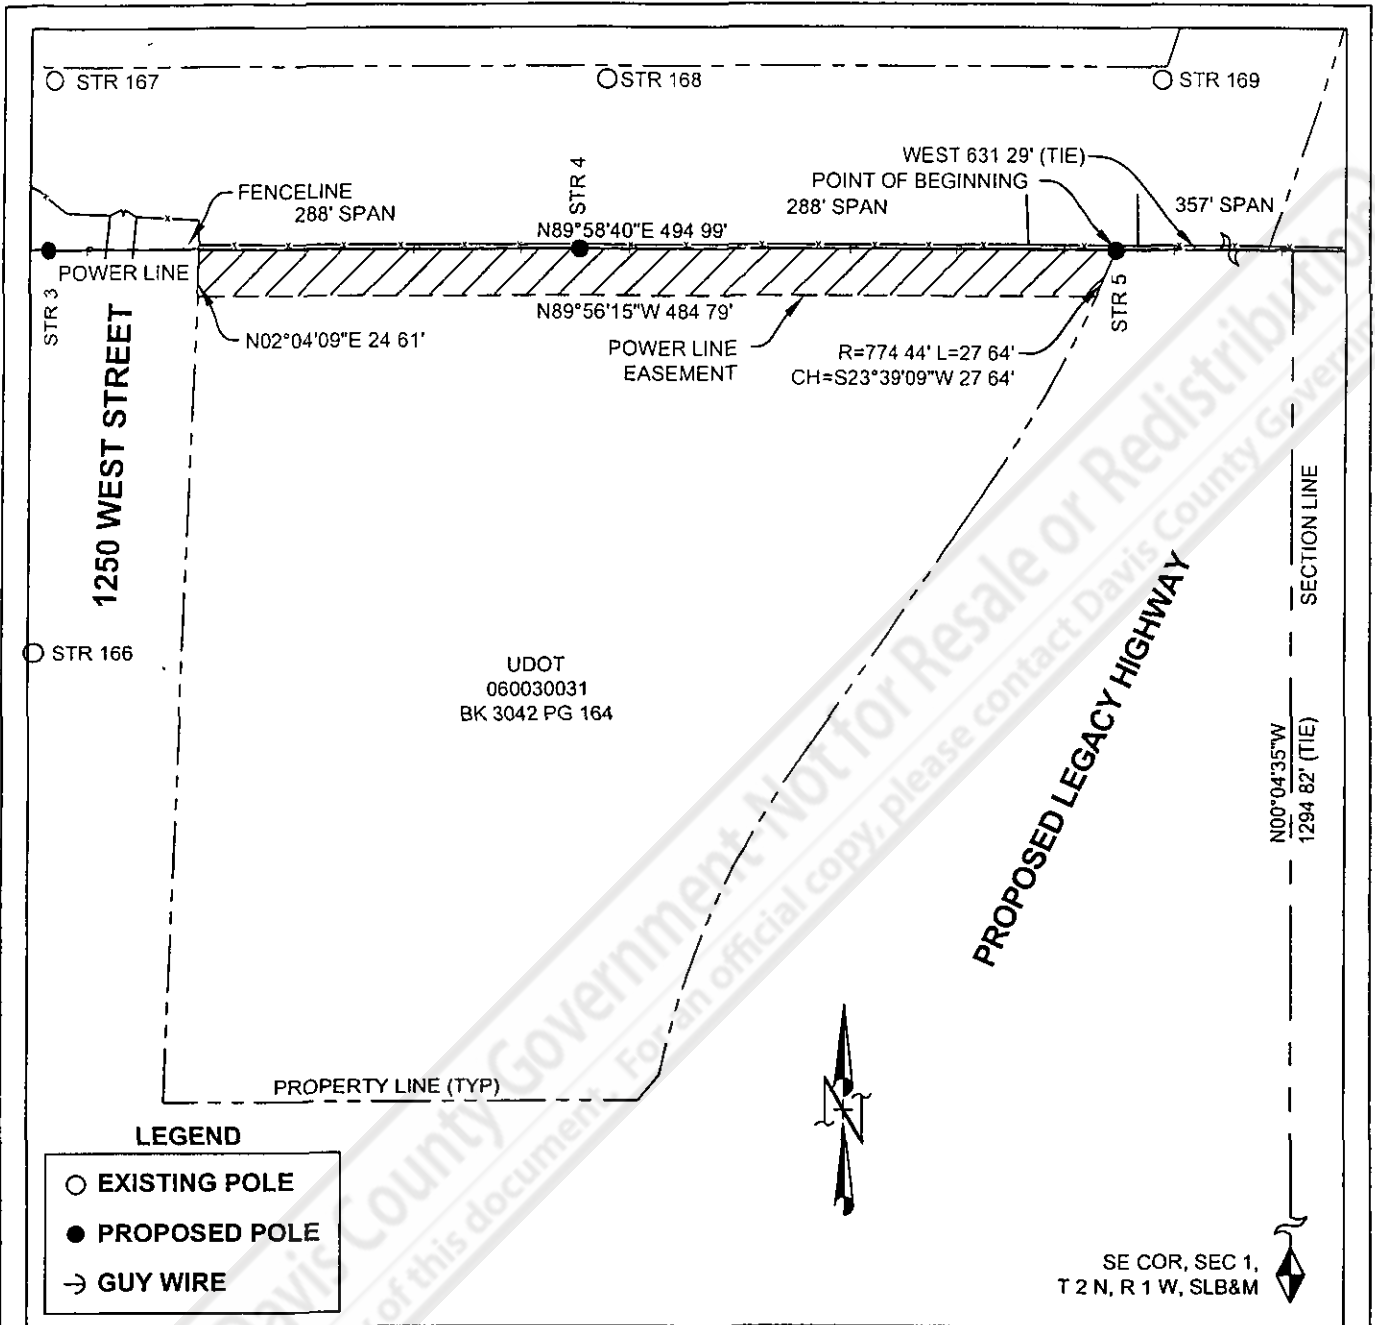 STR 167
STR 168
STR 169
WEST 631 29' (TIE)
POINT OF BEGINNING
288' SPAN
357' SPAN
FENCELINE
288' SPAN
STR 4
N89°58'40"E 494 99'
POWER LINE
STR 3
N89°56'15"W 484 79'
STR 5
N02°04'09"E 24 61'
POWER LINE
EASEMENT
R=774 44' L=27 64'
CH=S23°39'09"W 27 64'
1250 WEST STREET
SECTION LINE
STR 166
UDOT
060030031
BK 3042 PG 164
PROPOSED LEGACY HIGHWAY
N00°04'35"W
1294 82' (TIE)
PROPERTY LINE (TYP)
N
LEGEND
EXISTING POLE
PROPOSED POLE
GUY WIRE
SE COR, SEC 1,
T 2 N, R 1 W, SLB&M
Davis County Government-Not for Resale or Redistribution
of this document. For an official copy, please contact Davis County Govern